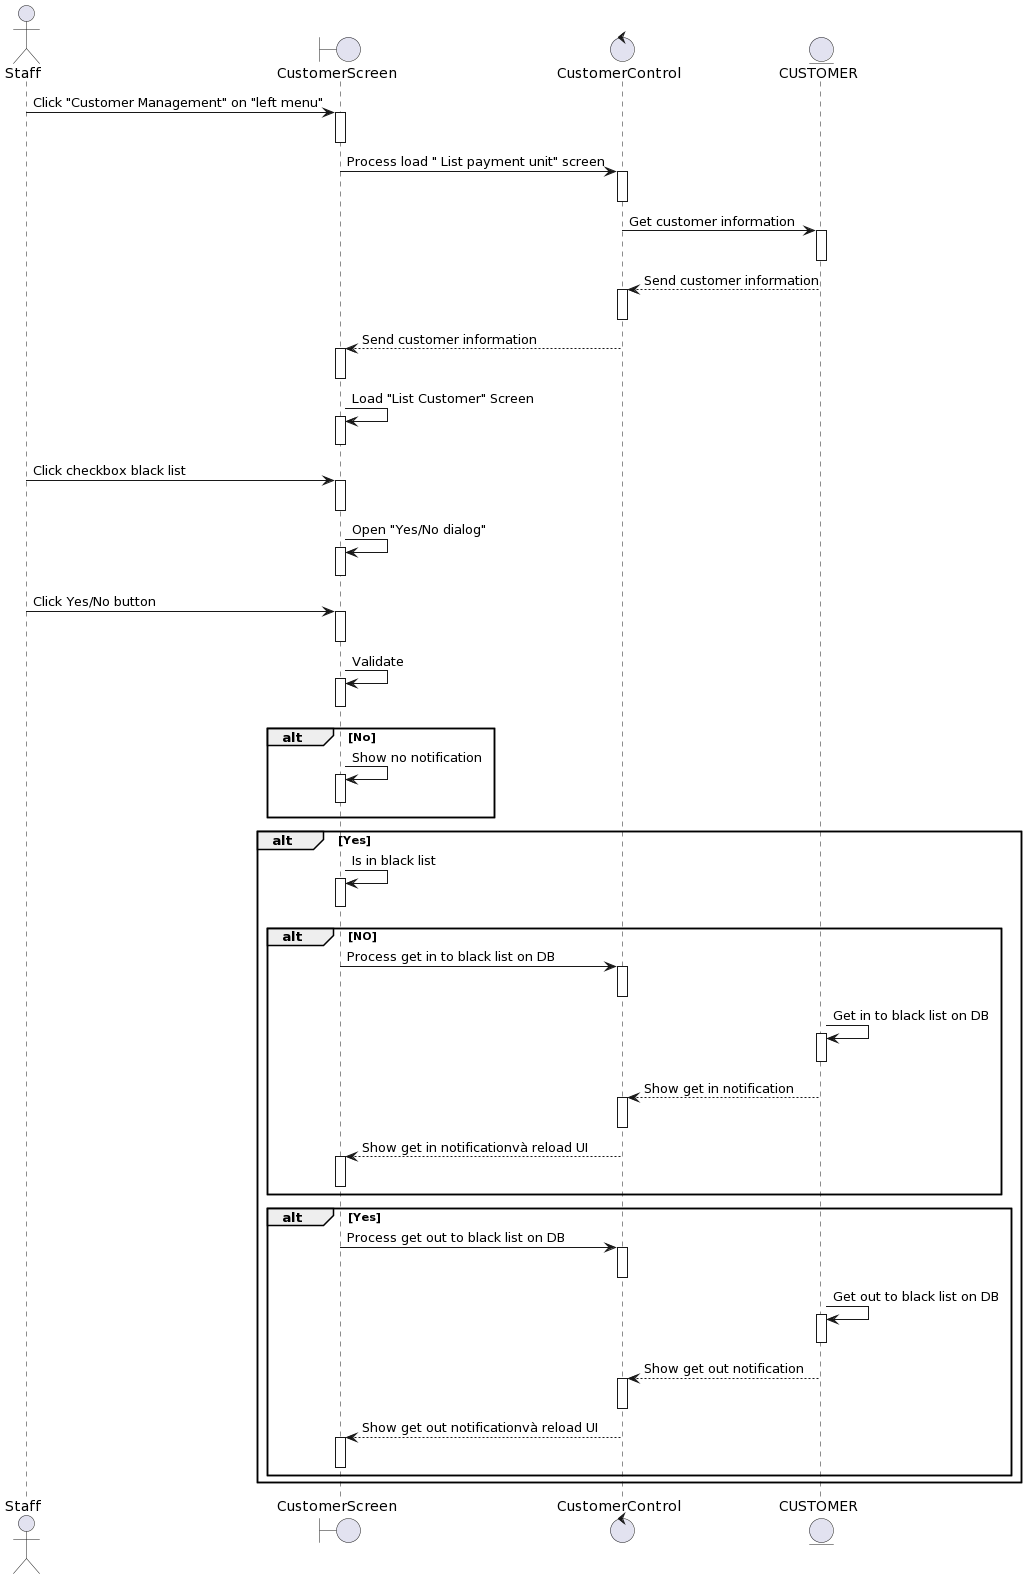 Staff
CustomerScreen
CustomerControl
CUSTOMER
Click "Customer Management" on "left menu"
Process load " List payment unit" screen
Get customer information
Send customer information
Send customer information
Load "List Customer" Screen
Click checkbox black list
Open "Yes/No dialog"
Click Yes/No button
Validate
alt [No]
Show no notification
alt [Yes]
Is in black list
alt [NO]
Process get in to black list on DB
Get in to black list on DB
Show get in notification
Show get in notificationvà reload UI
alt [Yes]
Process get out to black list on DB
Get out to black list on DB
Show get out notification
Show get out notificationvà reload UI
Staff
CustomerScreen
CustomerControl
CUSTOMER